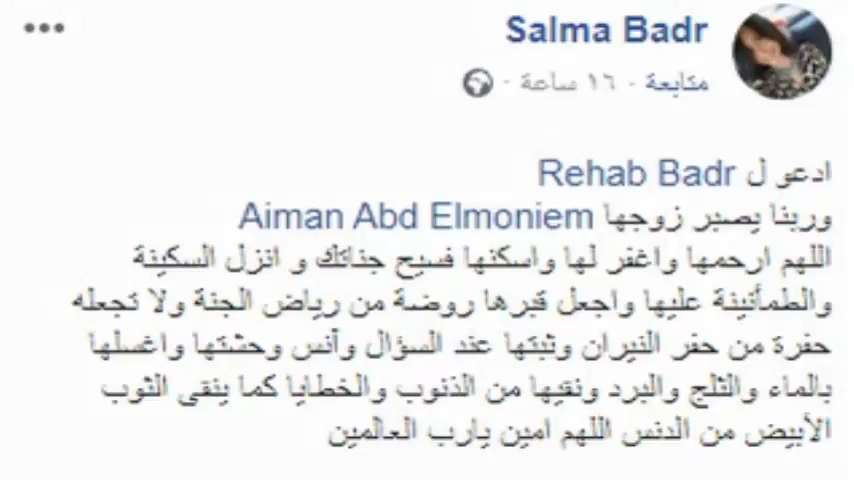 Salma Badr
متابعة · ١٦ ساعة ·
ادعو ل Rehab Badr
وربنا يصبر زوجها Aiman Abd Elmoniem
اللهم ارحمها واغفر لها واسكنها فسيح جناتك و انزل السكينة
والطمأنينة عليها واجعل قبرها روضة من رياض الجنة ولا تجعله
حفرة من حفر النيران وثبتها عند السؤال وأنس وحشتها واغسلها
بالماء والثلج والبرد ونقيها من الذنوب والخطايا كما ينقى الثوب
الأبيض من الدنس اللهم امين يارب العالمين